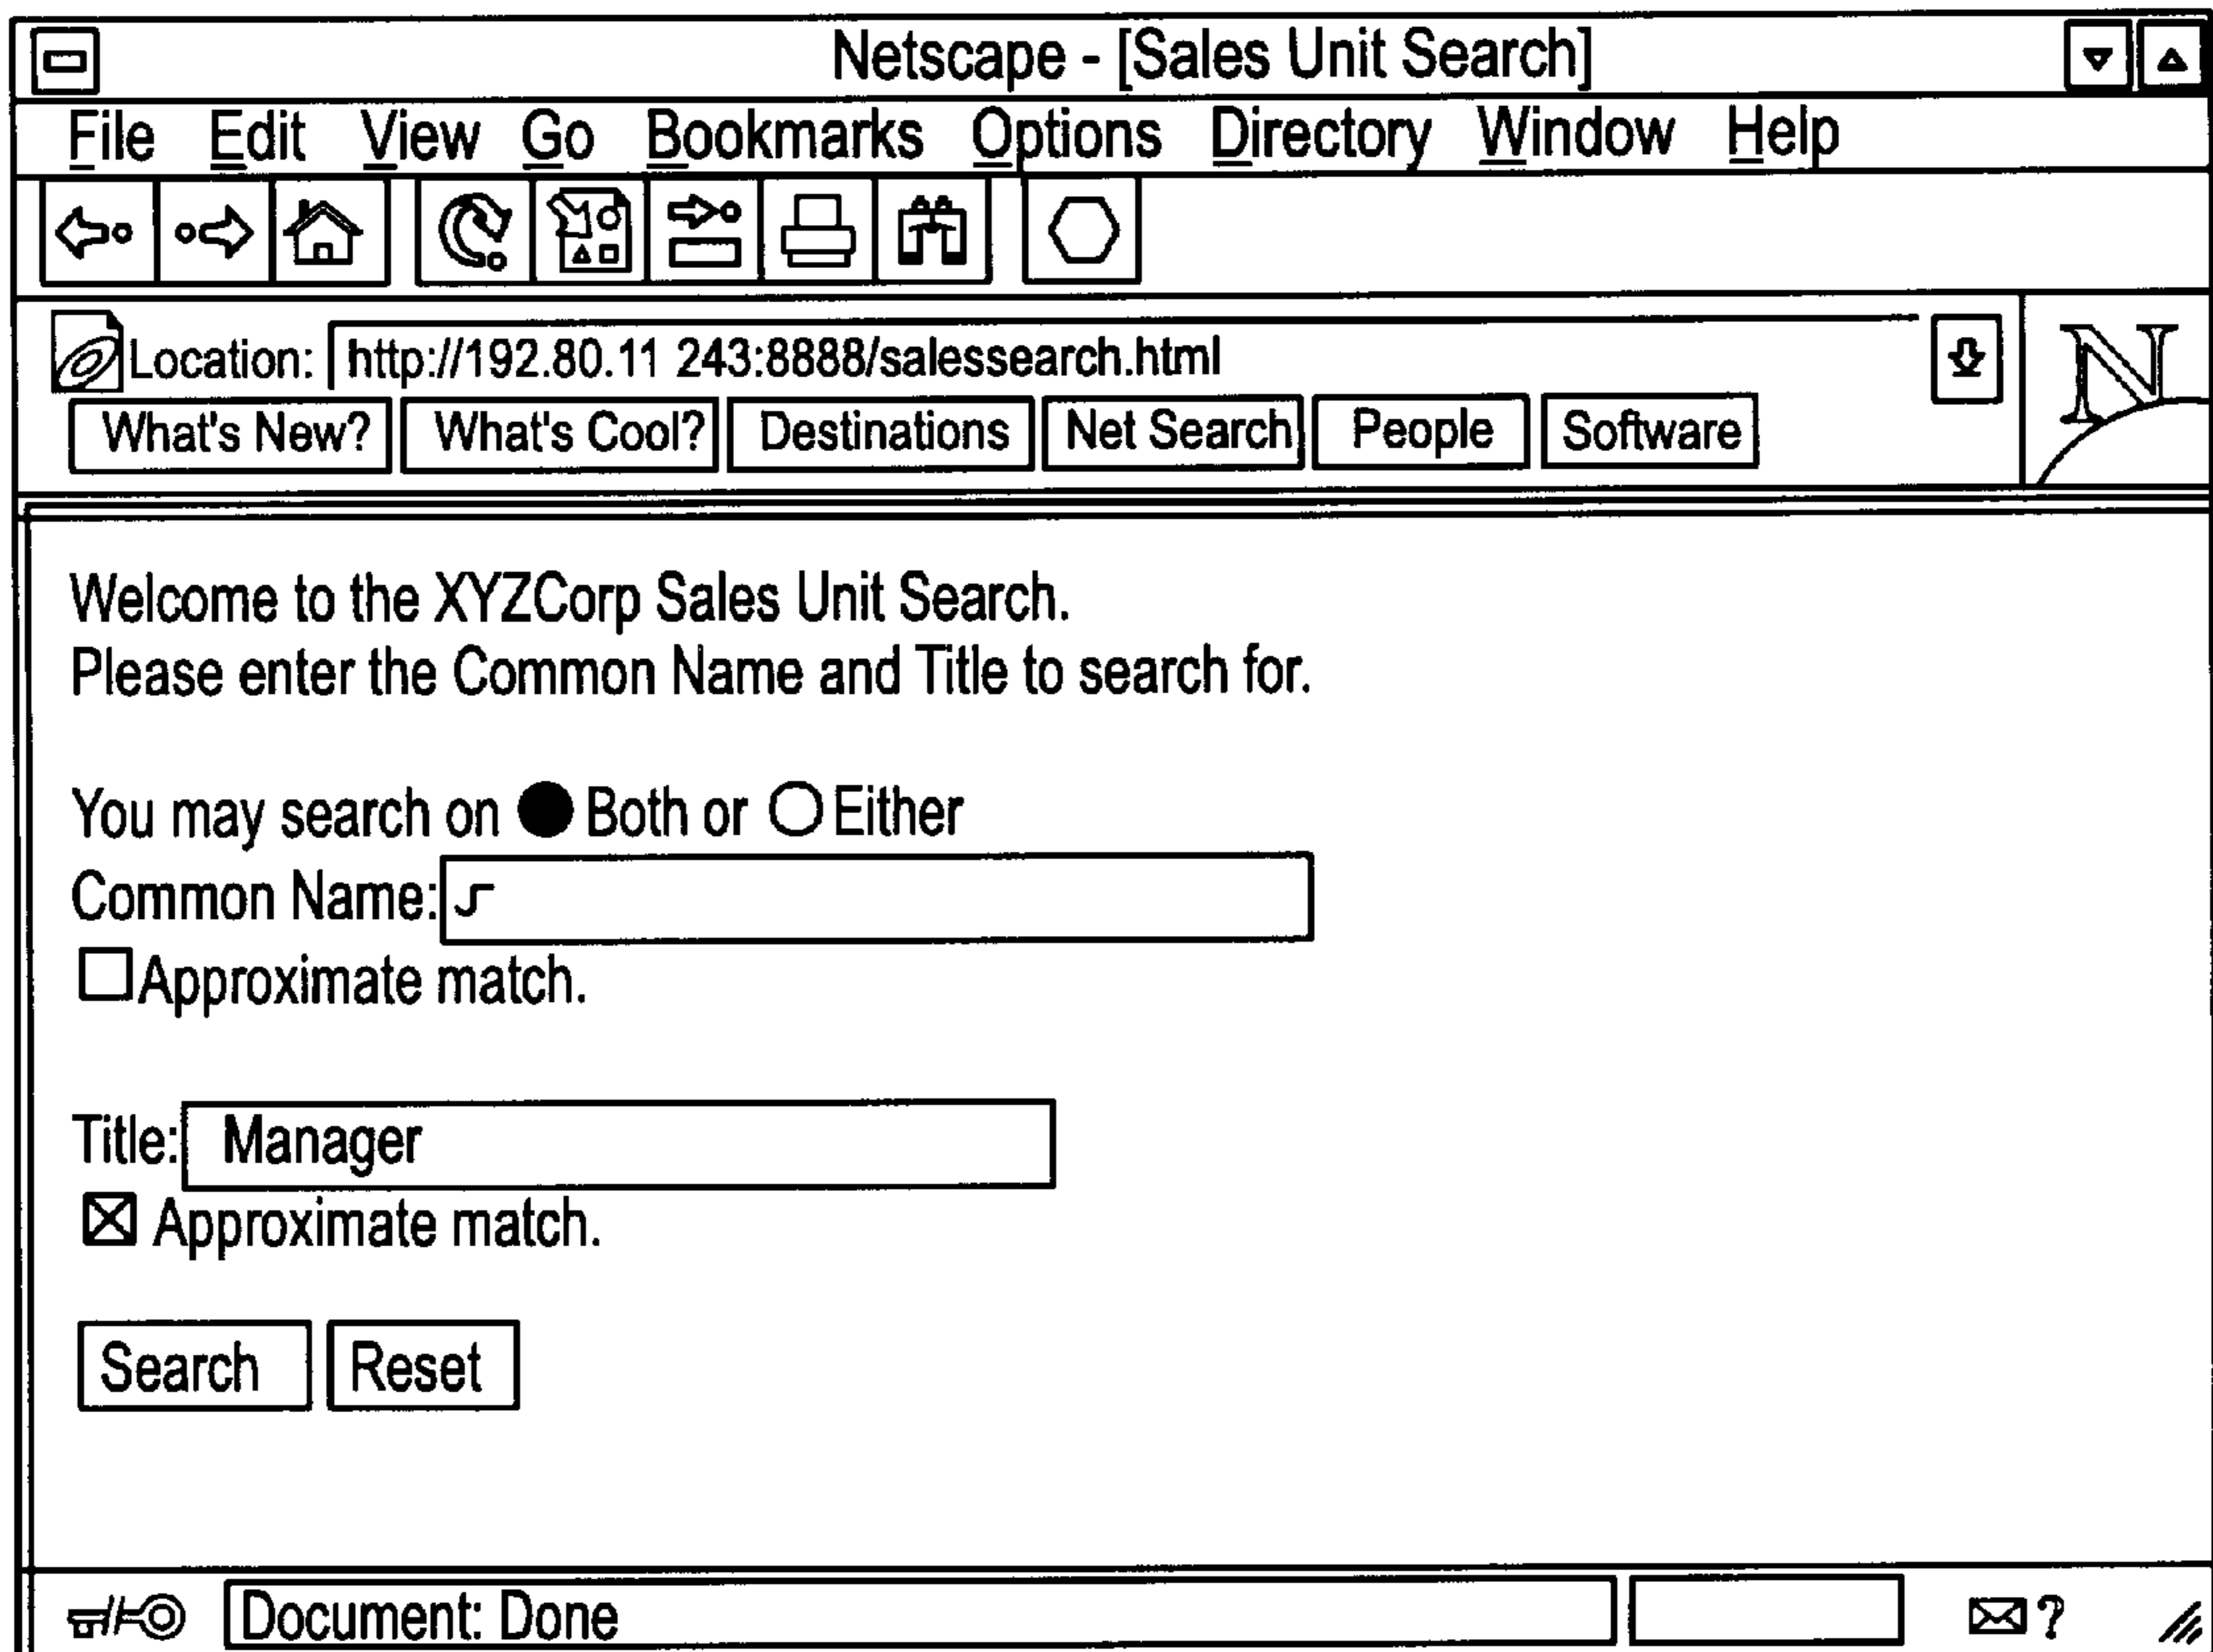 Netscape - [Sales Unit Search]
File Edit View Go Bookmarks Options Directory Window Help
Location: http://192.80.11 243:8888/salessearch.html
N
What's New? What's Cool? Destinations Net Search People Software
Welcome to the XYZCorp Sales Unit Search.
Please enter the Common Name and Title to search for.
You may search on Both or Either
Common Name:
Approximate match.
Title: Manager
Approximate match.
Search Reset
Document: Done ?